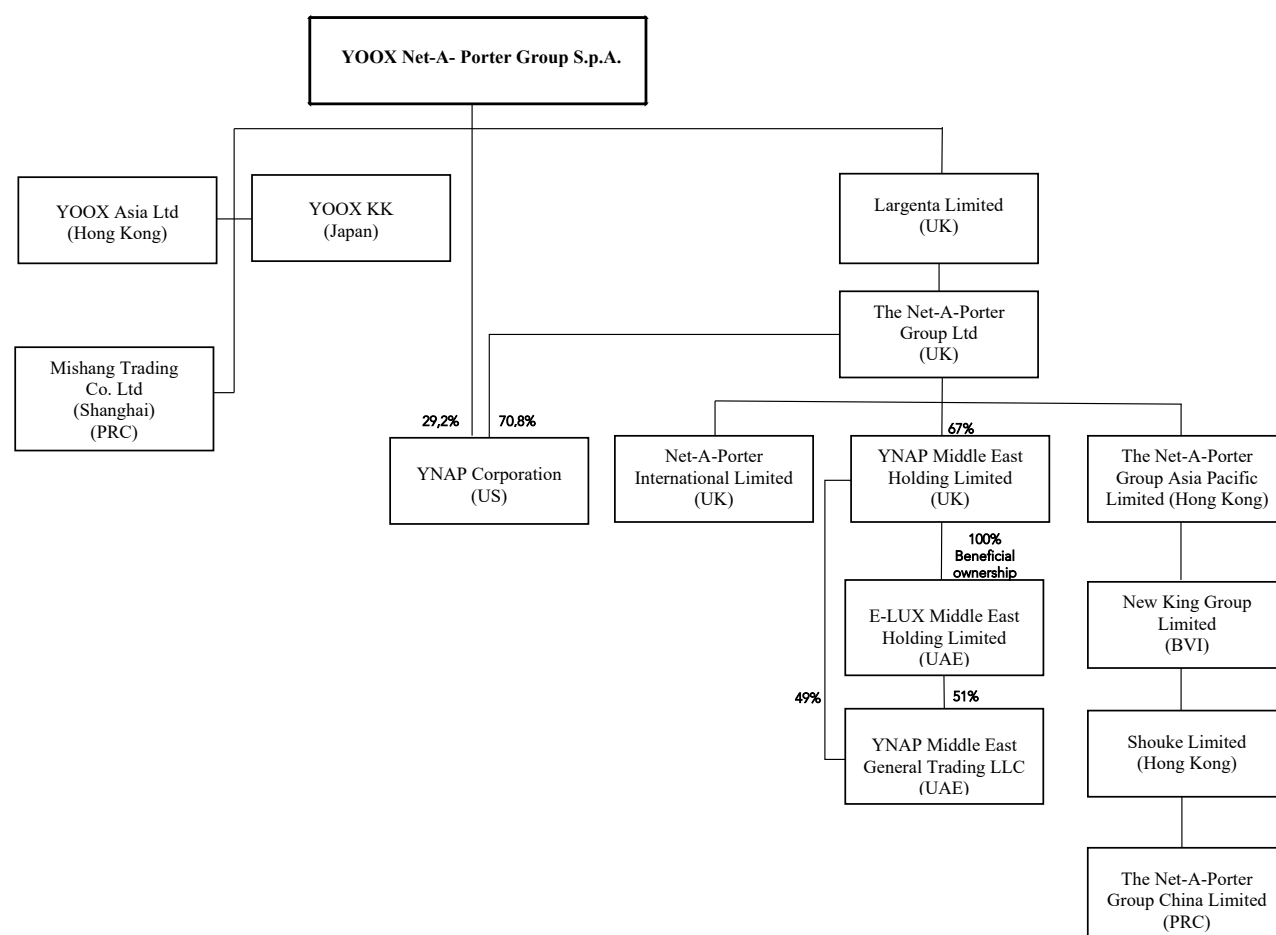 YOOX Net-A- Porter Group S.p.A.
YOOX Asia Ltd
(Hong Kong)
YOOX KK
(Japan)
Largenta Limited
(UK)
The Net-A-Porter
Group Ltd
(UK)
Mishang Trading
Co. Ltd
(Shanghai)
(PRC)
29,2%
70,8%
67%
YNAP Corporation
(US)
Net-A-Porter
International Limited
(UK)
YNAP Middle East
Holding Limited
(UK)
The Net-A-Porter
Group Asia Pacific
Limited (Hong Kong)
100%
Beneficial
ownership
E-LUX Middle East
Holding Limited
(UAE)
New King Group
Limited
(BVI)
49%
51%
YNAP Middle East
General Trading LLC
(UAE)
Shouke Limited
(Hong Kong)
The Net-A-Porter
Group China Limited
(PRC)